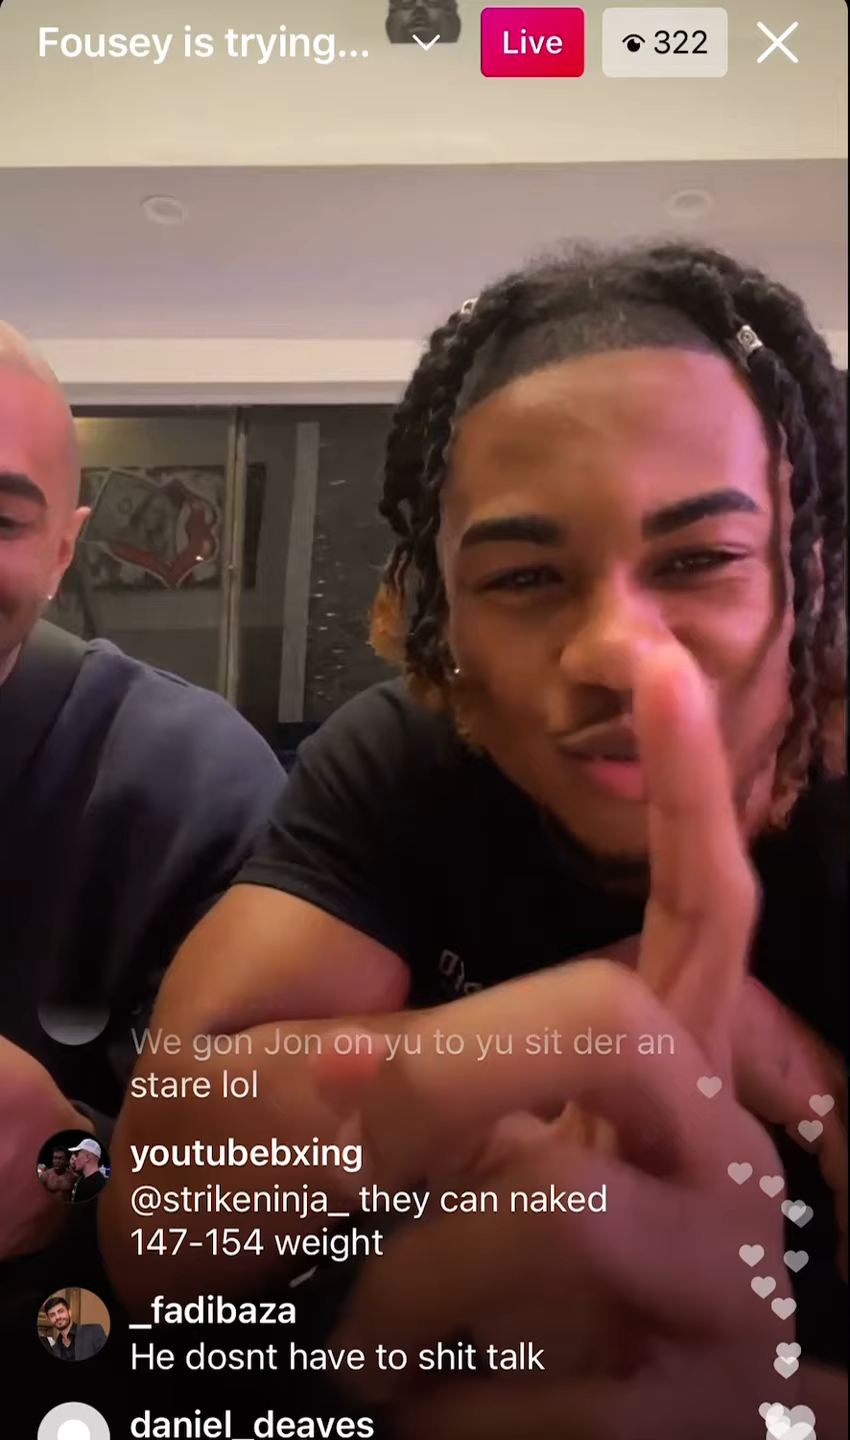 Fousey is trying...
Live
322
We gon Jon on yu to yu sit der an
stare lol
youtubebxing
@strikeninja_ they can naked
147-154 weight
_fadibaza
He dosnt have to shit talk
daniel_deaves